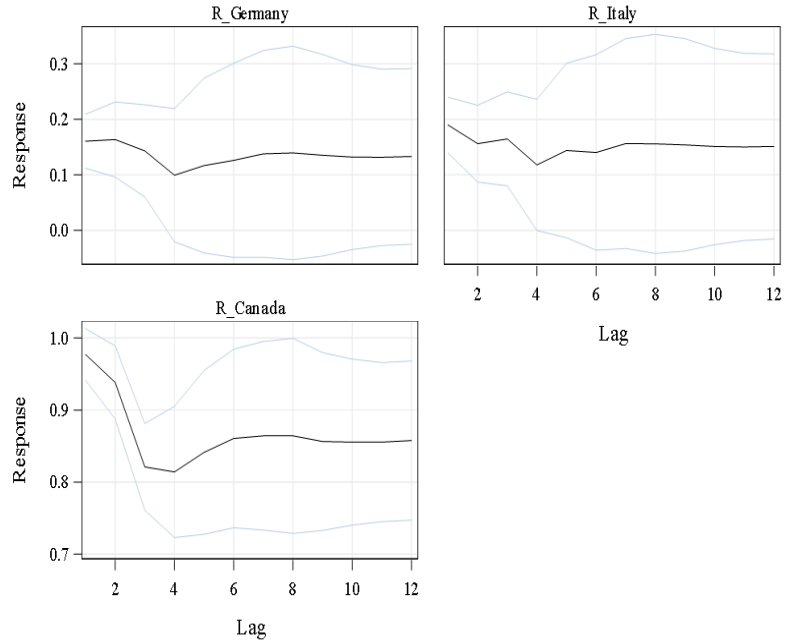 R_Germany
R_Italy
Response
0.3
0.2
0.1
0.0
2 4 6 8 10 12
Lag
R_Canada
Response
1.0
0.9
0.8
0.7
2 4 6 8 10 12
Lag